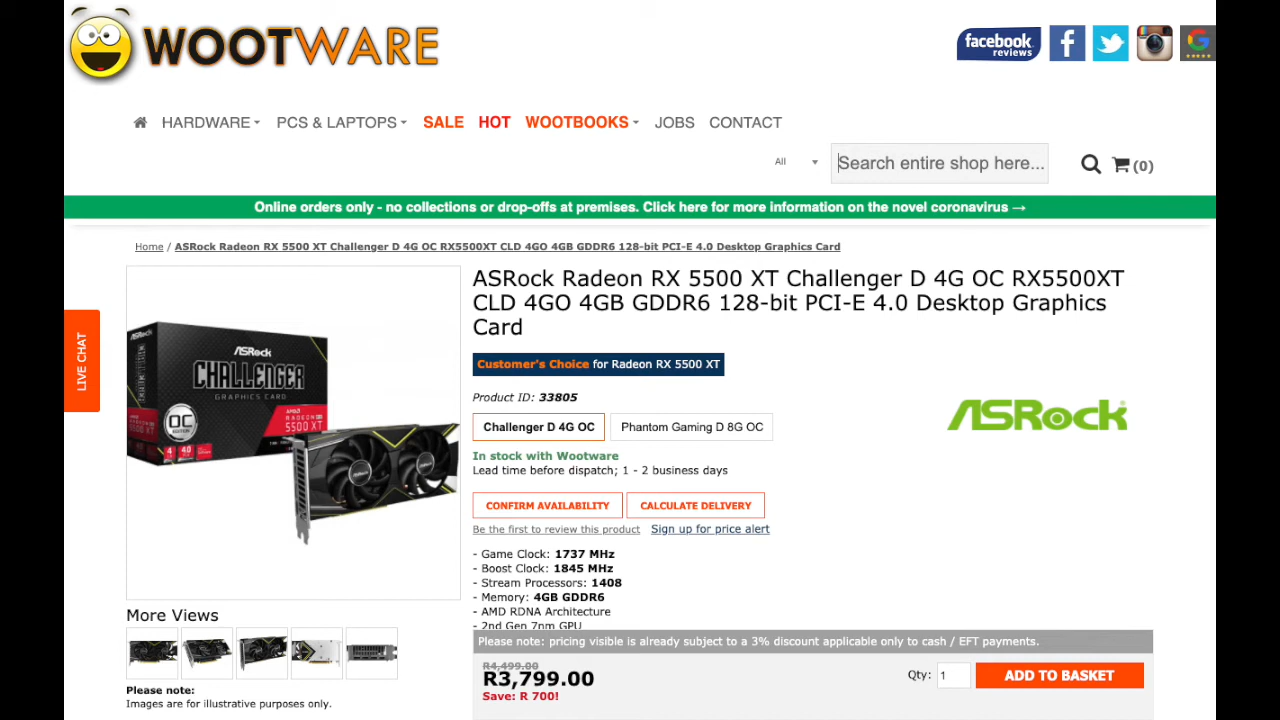 WOOTWARE
facebook
reviews
HARDWARE
PCS & LAPTOPS
SALE
HOT
WOOTBOOKS
JOBS
CONTACT
All
Search entire shop here...
(0)
Online orders only - no collections or drop-offs at premises. Click here for more information on the novel coronavirus →
Home / ASRock Radeon RX 5500 XT Challenger D 4G OC RX5500XT CLD 4GO 4GB GDDR6 128-bit PCI-E 4.0 Desktop Graphics Card
LIVE CHAT
ASRock
CHALLENGER
GRAPHICS CARD
OC
EDITION
AMD
RADEON
5500 XT
ASRock Radeon RX 5500 XT Challenger D 4G OC RX5500XT
CLD 4GO 4GB GDDR6 128-bit PCI-E 4.0 Desktop Graphics
Card
Customer's Choice for Radeon RX 5500 XT
Product ID: 33805
Challenger D 4G OC
Phantom Gaming D 8G OC
ASRock
In stock with Wootware
Lead time before dispatch; 1 - 2 business days
CONFIRM AVAILABILITY
CALCULATE DELIVERY
Be the first to review this product
Sign up for price alert
- Game Clock: 1737 MHz
- Boost Clock: 1845 MHz
- Stream Processors: 1408
- Memory: 4GB GDDR6
- AMD RDNA Architecture
- 2nd Gen 7nm GPU
More Views
Please note:
Images are for illustrative purposes only.
Please note: pricing visible is already subject to a 3% discount applicable only to cash / EFT payments.
R4,499.00
R3,799.00
Save: R 700!
Qty: 1
ADD TO BASKET